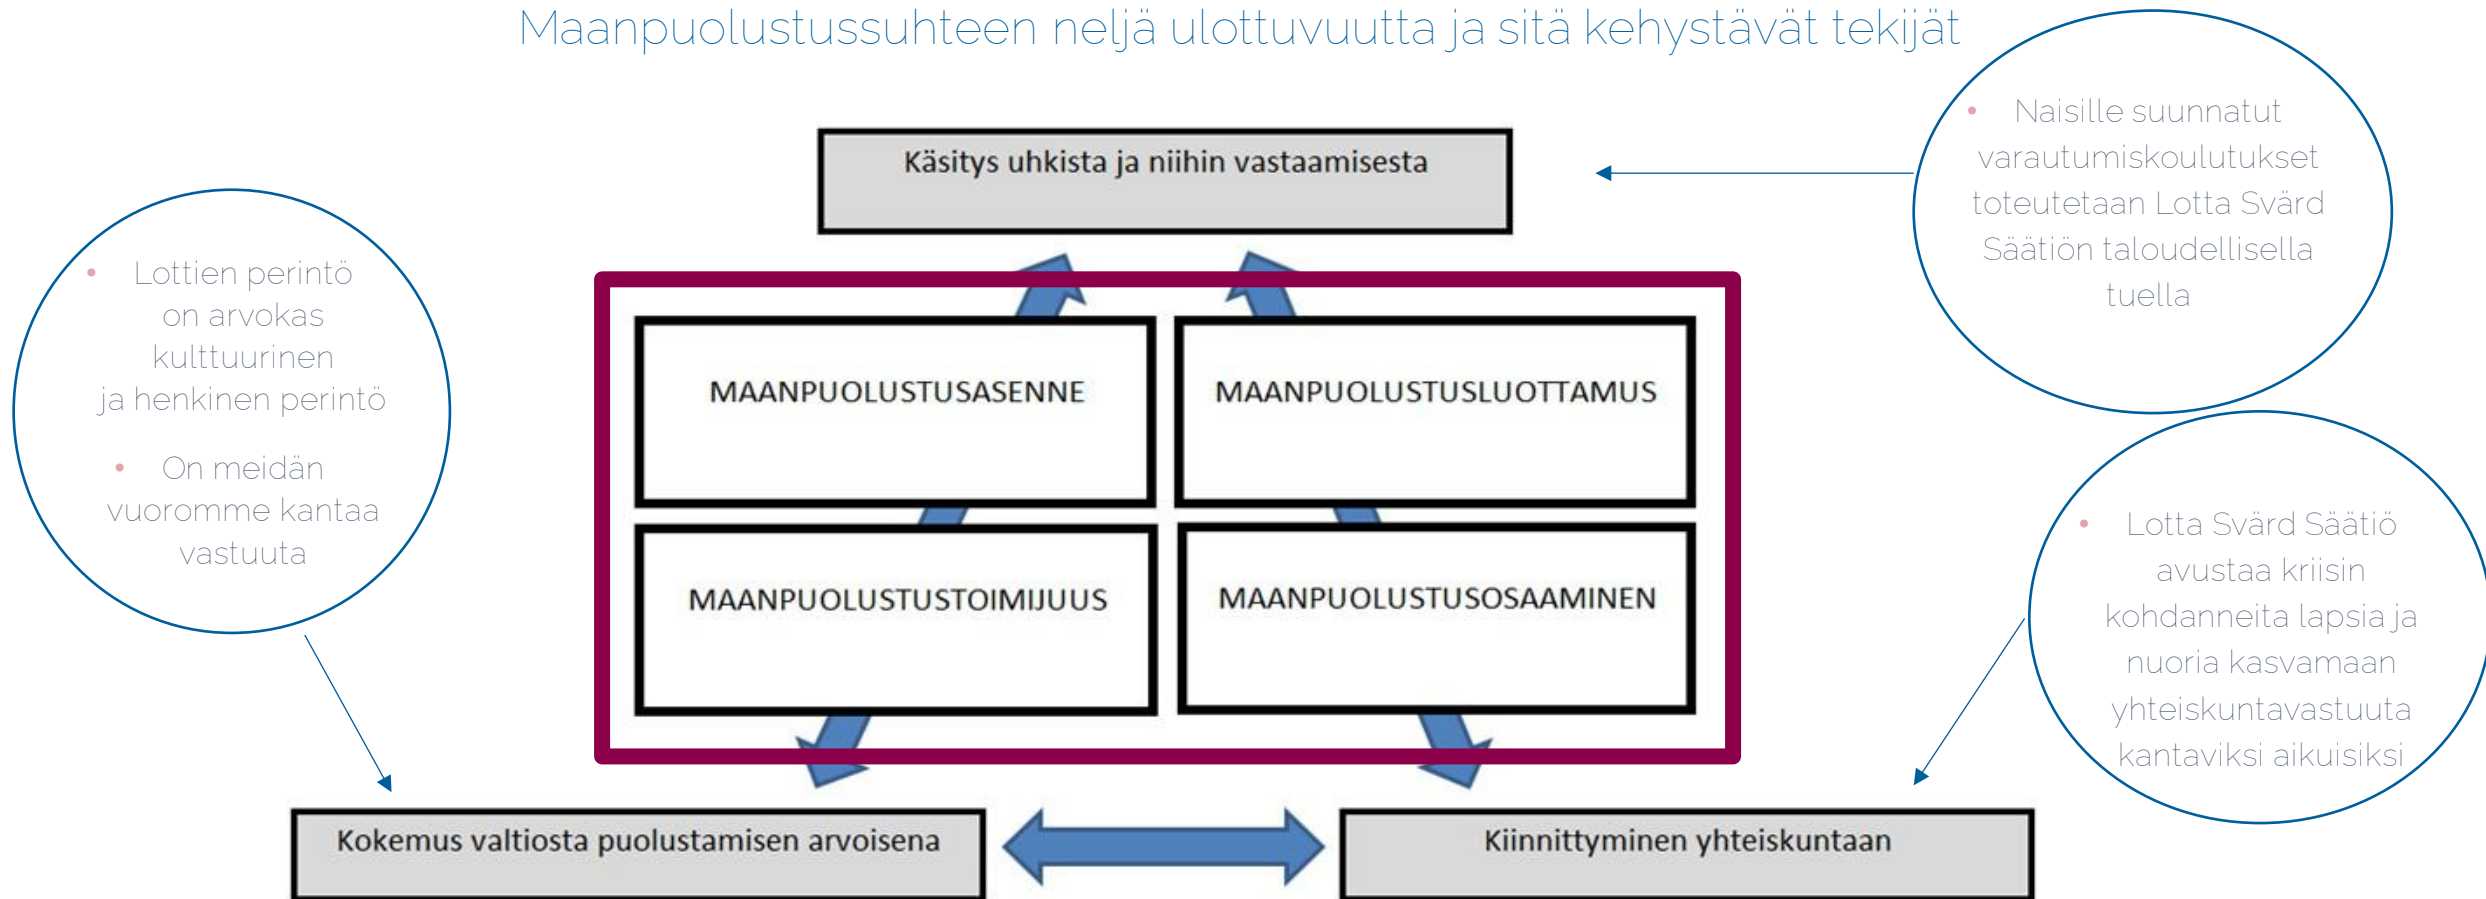 Maanpuolustussuhteen neljä ulottuvuutta ja sitä kehystävät tekijät
Käsitys uhkista ja niihin vastaamisesta
• Naisille suunnatut
varautumiskoulutukset
toteutetaan Lotta Svärd
Säätiön taloudellisella
tuella
• Lottien perintö
on arvokas
kulttuurinen
ja henkinen perintö
• On meidän
vuoromme kantaa
vastuuta
MAANPUOLUSTUSASENNE
MAANPUOLUSTUSLUOTTAMUS
MAANPUOLUSTUSTOIMIJUUS
MAANPUOLUSTUSOSAAMINEN
• Lotta Svärd Säätiö
avustaa kriisin
kohdanneita lapsia ja
nuoria kasvamaan
yhteiskuntavastuuta
kantaviksi aikuisiksi
Kokemus valtiosta puolustamisen arvoisena
Kiinnittyminen yhteiskuntaan